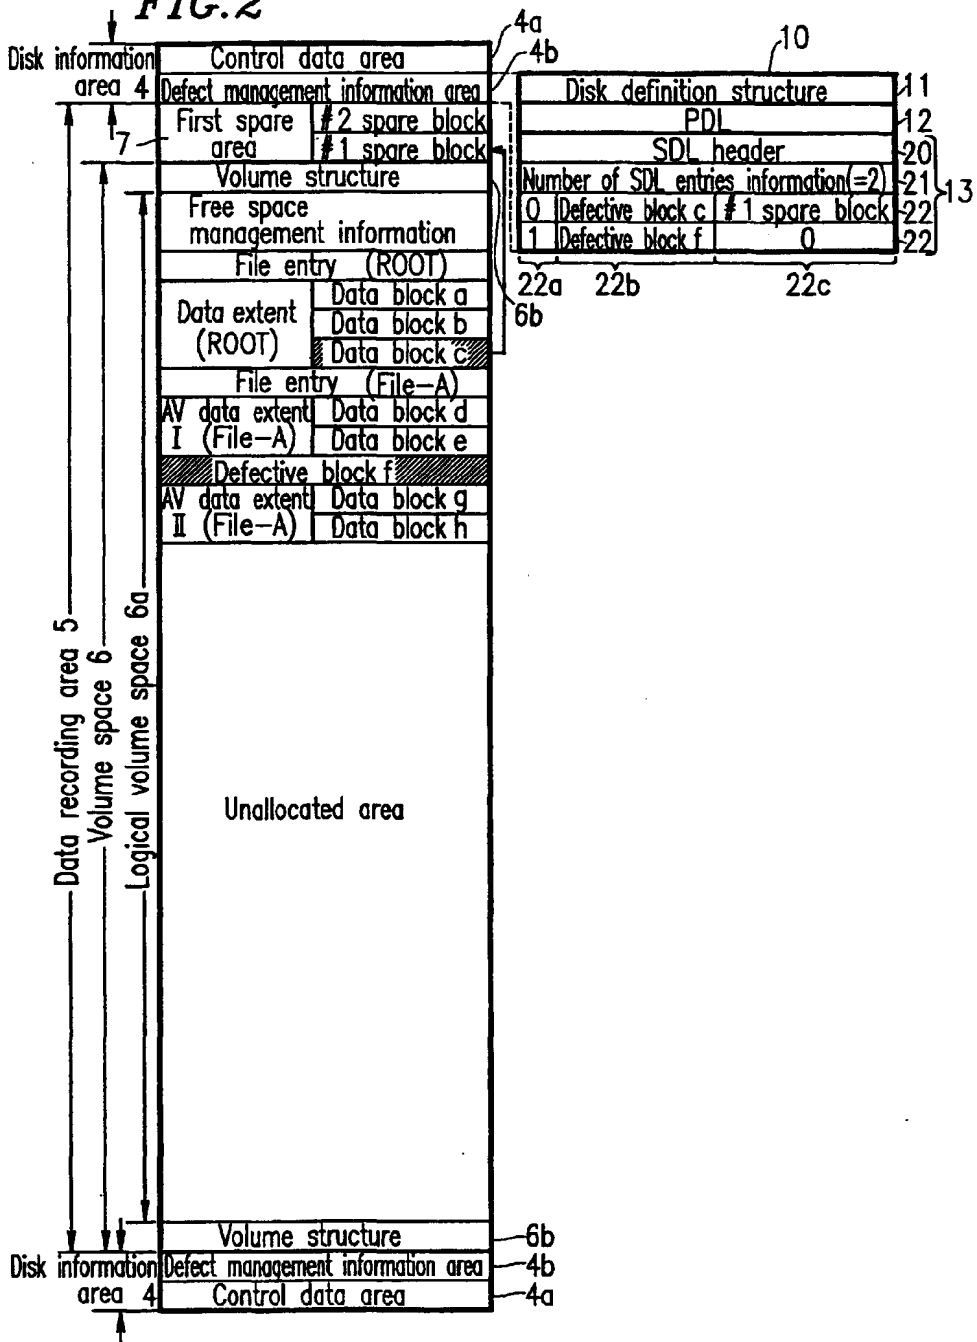 FIG. 2
4a
Disk information
area 4
Control data area
4b
Defect management information area
7
First spare
area
#2 spare block
#1 spare block
Volume structure
Free space
management information
File entry (ROOT)
Data extent
(ROOT)
Data block a
Data block b
Data block c
File entry (File-A)
AV data extent
I (File-A)
Data block d
Data block e
Defective block f
AV data extent
II (File-A)
Data block g
Data block h
10
Disk definition structure
11
PDL
12
SDL header
20
Number of SDL entries information(=2)
21
13
0 Defective block c #1 spare block
22
1 Defective block f 0
22
22a 22b 22c
6b
Data recording area 5
Volume space 6
Logical volume space 6a
Unallocated area
Volume structure
6b
Disk information
area 4
Defect management information area
4b
Control data area
4a